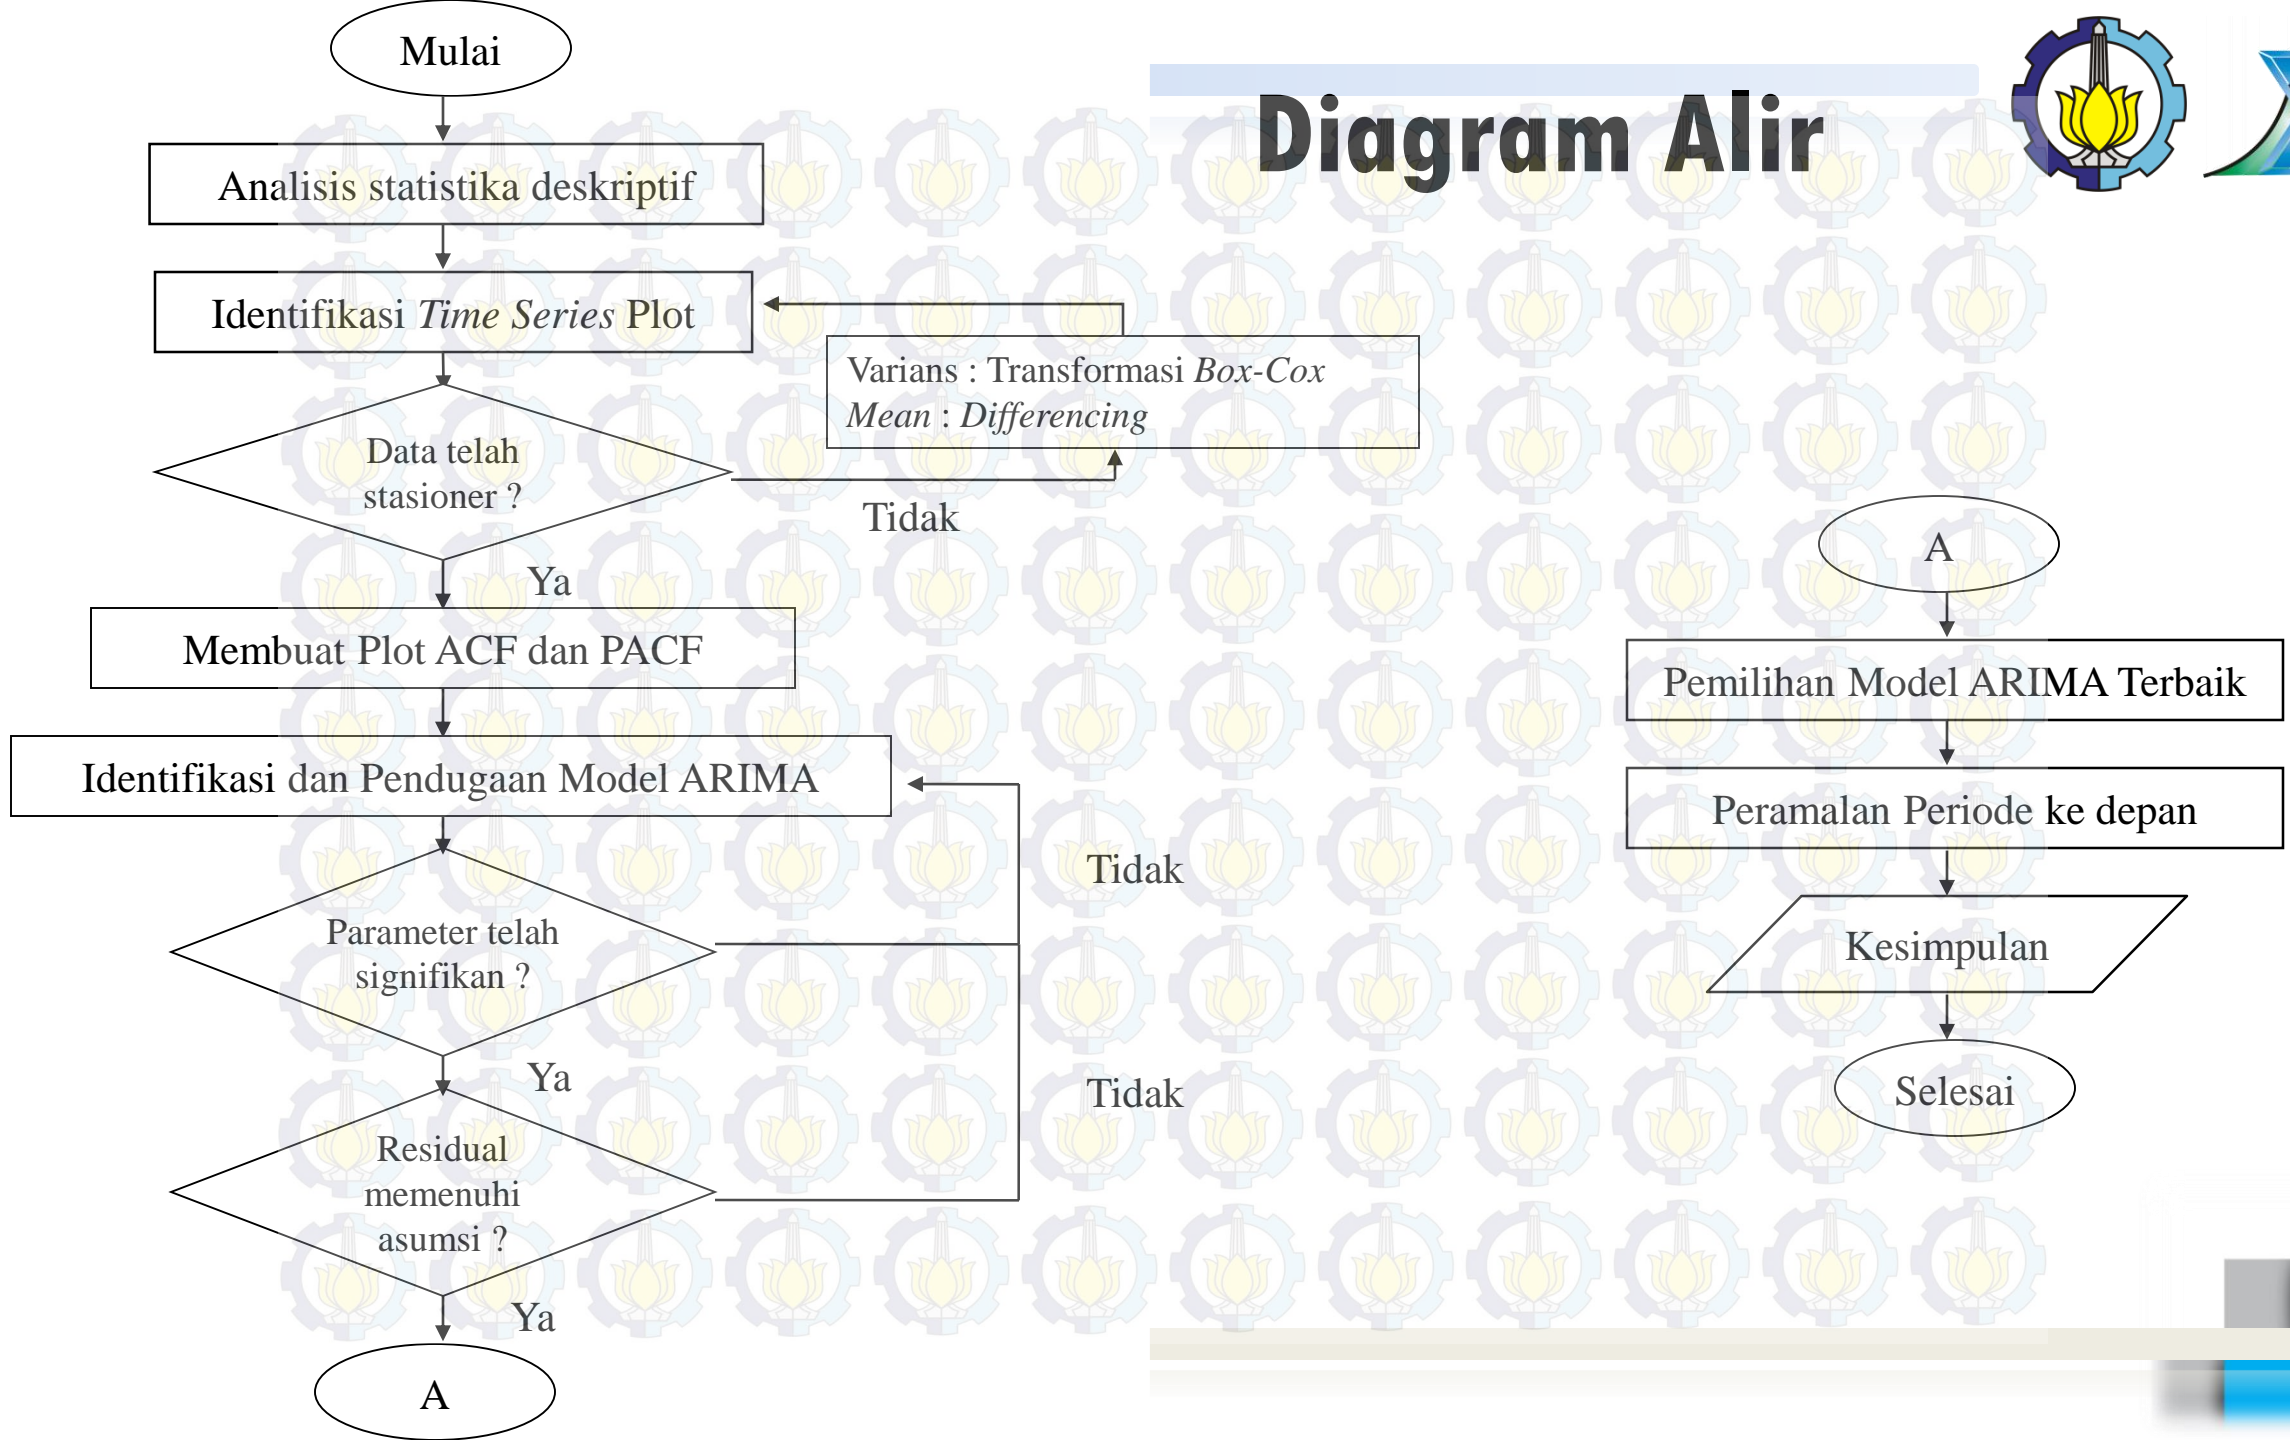 Diagram Alir
Mulai
Analisis statistika deskriptif
Identifikasi Time Series Plot
Varians : Transformasi Box-Cox
Mean : Differencing
Data telah
stasioner ?
Tidak
Ya
Membuat Plot ACF dan PACF
Identifikasi dan Pendugaan Model ARIMA
Tidak
Parameter telah
signifikan ?
Ya
Tidak
Residual
memenuhi
asumsi ?
Ya
A
A
Pemilihan Model ARIMA Terbaik
Peramalan Periode ke depan
Kesimpulan
Selesai